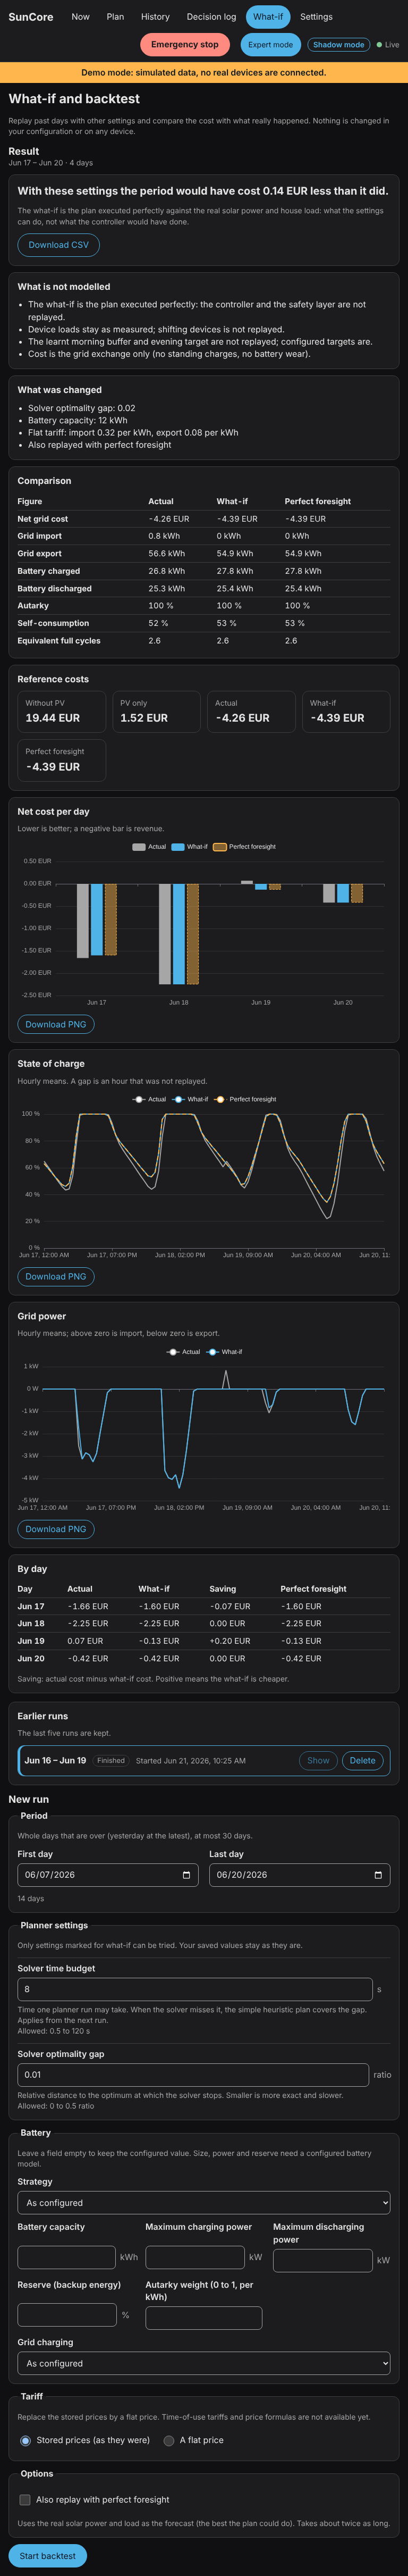 SunCore
Now
Plan
History
Decision log
What-if
Settings
Emergency stop
Expert mode
Shadow mode
Live
Demo mode: simulated data, no real devices are connected.
What-if and backtest
Replay past days with other settings and compare the cost with what really happened. Nothing is changed in
your configuration or on any device.
Result
Jun 17 – Jun 20 · 4 days
With these settings the period would have cost 0.14 EUR less than it did.
The what-if is the plan executed perfectly against the real solar power and house load: what the settings
can do, not what the controller would have done.
Download CSV
What is not modelled
• The what-if is the plan executed perfectly: the controller and the safety layer are not
replayed.
• Device loads stay as measured; shifting devices is not replayed.
• The learnt morning buffer and evening target are not replayed; configured targets are.
• Cost is the grid exchange only (no standing charges, no battery wear).
What was changed
• Solver optimality gap: 0.02
• Battery capacity: 12 kWh
• Flat tariff: import 0.32 per kWh, export 0.08 per kWh
• Also replayed with perfect foresight
Comparison
Figure Actual What-if Perfect foresight
Net grid cost -4.26 EUR -4.39 EUR -4.39 EUR
Grid import 0.8 kWh 0 kWh 0 kWh
Grid export 56.6 kWh 54.9 kWh 54.9 kWh
Battery charged 26.8 kWh 27.8 kWh 27.8 kWh
Battery discharged 25.3 kWh 25.4 kWh 25.4 kWh
Autarky 100 % 100 % 100 %
Self-consumption 52 % 53 % 53 %
Equivalent full cycles 2.6 2.6 2.6
Reference costs
Without PV
19.44 EUR
PV only
1.52 EUR
Actual
-4.26 EUR
What-if
-4.39 EUR
Perfect foresight
-4.39 EUR
Net cost per day
Lower is better; a negative bar is revenue.
Actual What-if Perfect foresight
0.50 EUR
0.00 EUR
-0.50 EUR
-1.00 EUR
-1.50 EUR
-2.00 EUR
-2.50 EUR
Jun 17 Jun 18 Jun 19 Jun 20
Download PNG
State of charge
Hourly means. A gap is an hour that was not replayed.
Actual What-if Perfect foresight
100 %
80 %
60 %
40 %
20 %
0 %
Jun 17, 12:00 AM Jun 17, 07:00 PM Jun 18, 02:00 PM Jun 19, 09:00 AM Jun 20, 04:00 AM Jun 20, 11:
Download PNG
Grid power
Hourly means; above zero is import, below zero is export.
Actual What-if
1 kW
0 W
-1 kW
-2 kW
-3 kW
-4 kW
-5 kW
Jun 17, 12:00 AM Jun 17, 07:00 PM Jun 18, 02:00 PM Jun 19, 09:00 AM Jun 20, 04:00 AM Jun 20, 11:
Download PNG
By day
Day Actual What-if Saving Perfect foresight
Jun 17 -1.66 EUR -1.60 EUR -0.07 EUR -1.60 EUR
Jun 18 -2.25 EUR -2.25 EUR 0.00 EUR -2.25 EUR
Jun 19 0.07 EUR -0.13 EUR +0.20 EUR -0.13 EUR
Jun 20 -0.42 EUR -0.42 EUR 0.00 EUR -0.42 EUR
Saving: actual cost minus what-if cost. Positive means the what-if is cheaper.
Earlier runs
The last five runs are kept.
Jun 16 – Jun 19 Finished Started Jun 21, 2026, 10:25 AM Show Delete
New run
Period
Whole days that are over (yesterday at the latest), at most 30 days.
First day
06/07/2026
Last day
06/20/2026
14 days
Planner settings
Only settings marked for what-if can be tried. Your saved values stay as they are.
Solver time budget
8 s
Time one planner run may take. When the solver misses it, the simple heuristic plan covers the gap.
Applies from the next run.
Allowed: 0.5 to 120 s
Solver optimality gap
0.01 ratio
Relative distance to the optimum at which the solver stops. Smaller is more exact and slower.
Allowed: 0 to 0.5 ratio
Battery
Leave a field empty to keep the configured value. Size, power and reserve need a configured battery
model.
Strategy
As configured
Battery capacity
kWh
Maximum charging power
kW
Maximum discharging
power
kW
Reserve (backup energy)
%
Autarky weight (0 to 1, per
kWh)
Grid charging
As configured
Tariff
Replace the stored prices by a flat price. Time-of-use tariffs and price formulas are not available yet.
Stored prices (as they were)
A flat price
Options
Also replay with perfect foresight
Uses the real solar power and load as the forecast (the best the plan could do). Takes about twice as long.
Start backtest